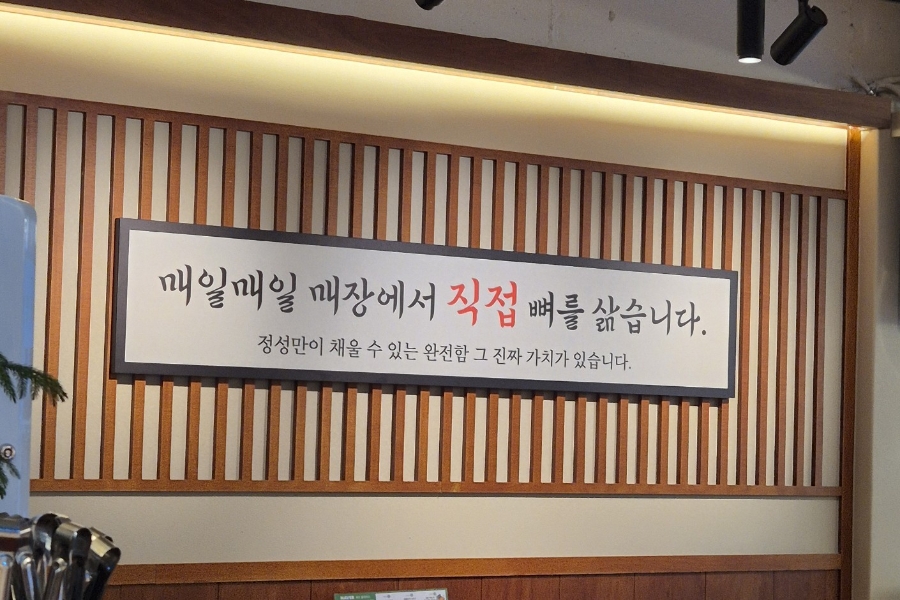 매일매일 매장에서 직접 뼈를 삶습니다.
정성만이 채울 수 있는 완전함 그 진짜 가치가 있습니다.